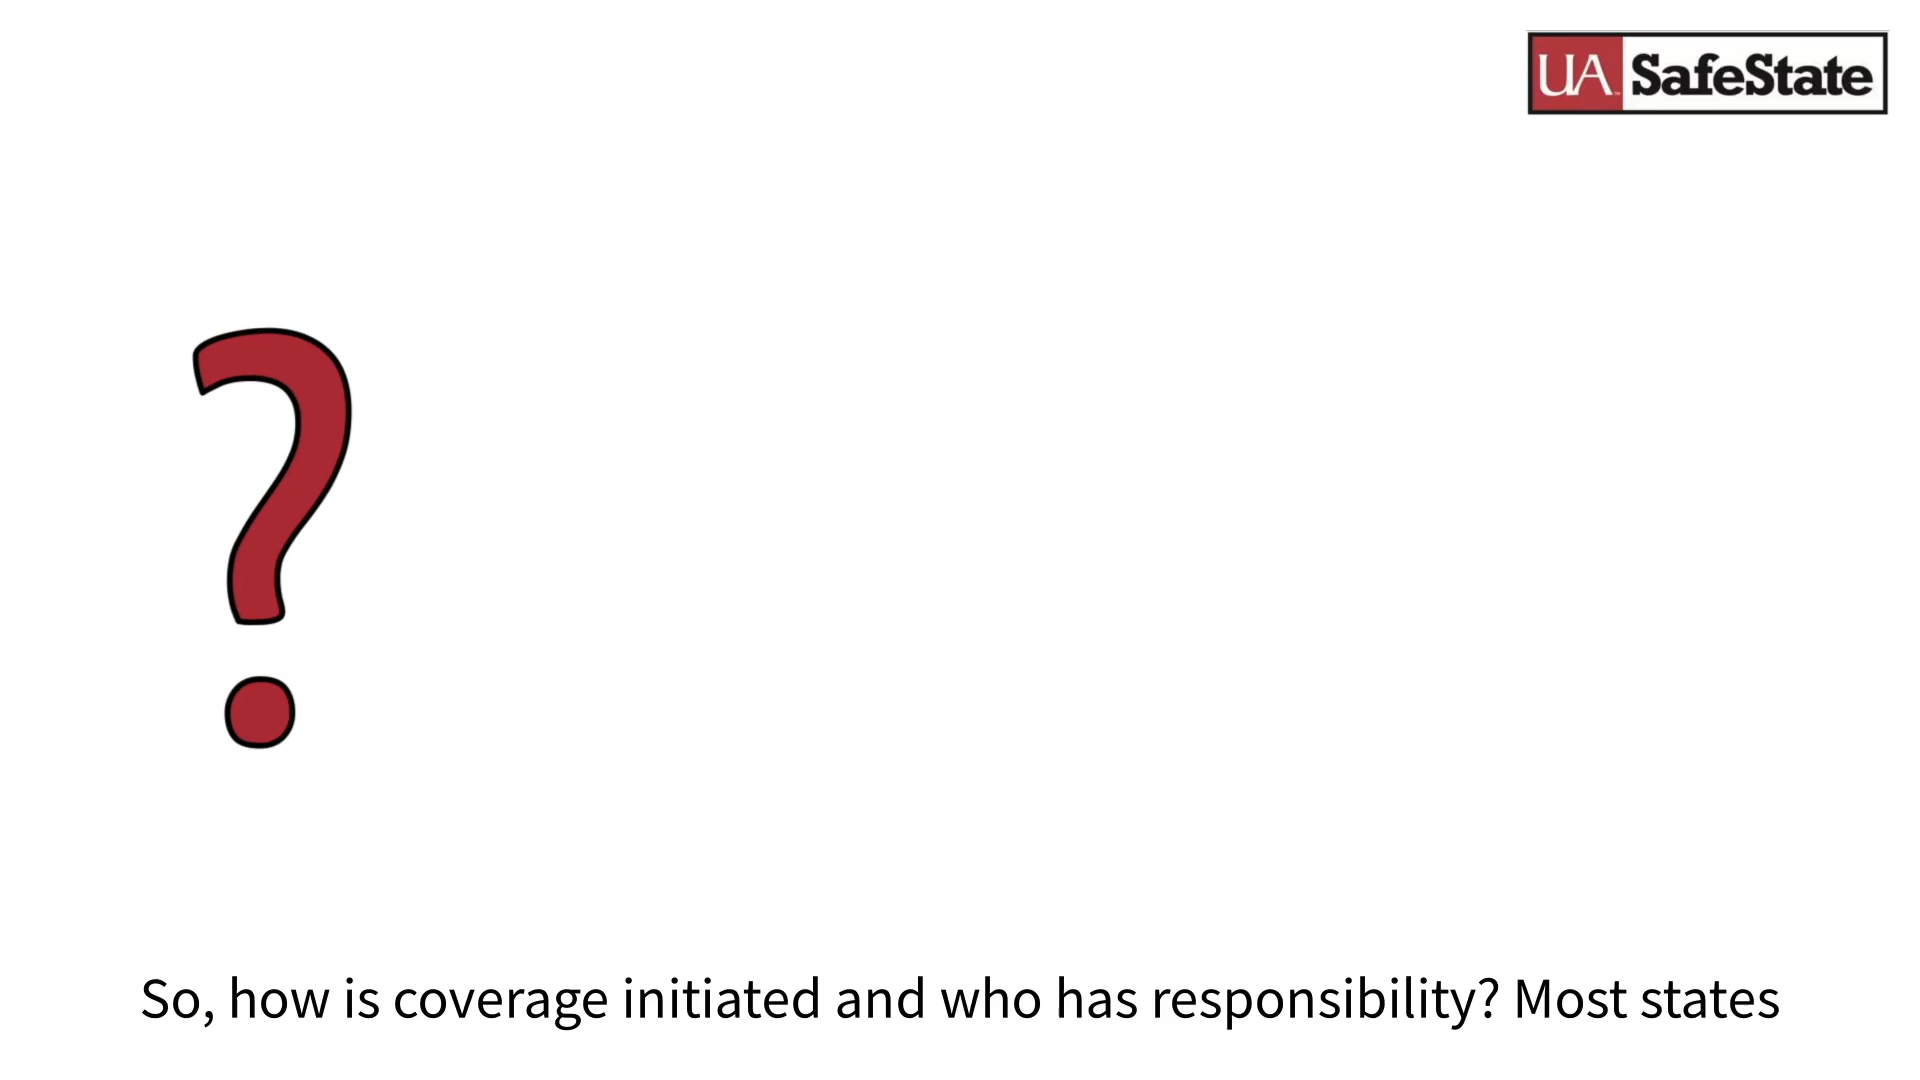 UA SafeState
?
So, how is coverage initiated and who has responsibility? Most states